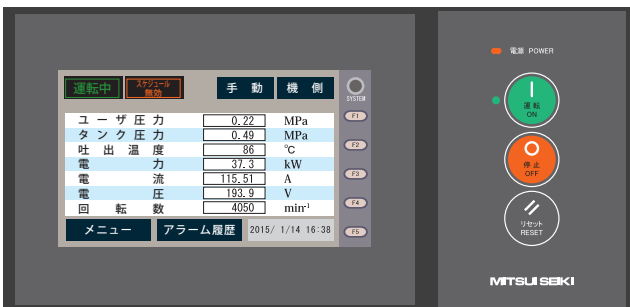 電源 POWER
運転中 スケジュール無効 手 動 機 側
SYSTEM
ユーザ圧力 0.22 MPa
タンク圧力 0.49 MPa
吐出温度 86 ℃
電力 37.3 kW
電流 115.51 A
電圧 193.9 V
回転数 4050 min-1
メニュー アラーム履歴 2015/ 1/14 16:38
F1
F2
F3
F4
F5
運転
ON
停止
OFF
リセット
RESET
MITSUI SEIKI